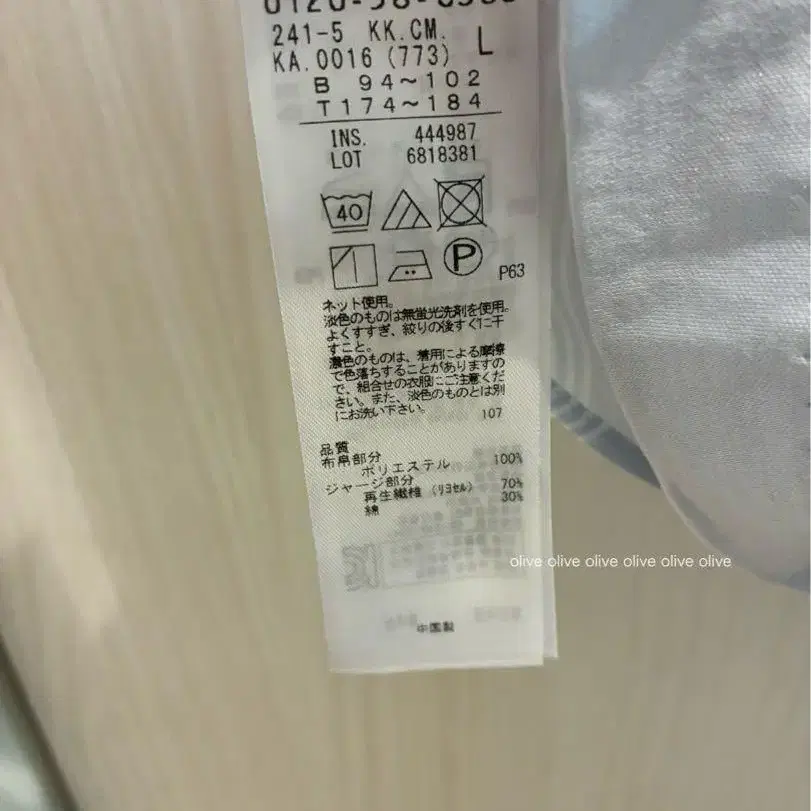 241-5 KK.CM.
KA.0016(773) L
B 94~102
T174~184
INS. 444987
LOT 6818381
40
P
P63
ネット使用。
淡色のものは無蛍光洗剤を使用。
よくすすぎ、絞りの後すぐに干
すこと。
濃色のものは、着用による摩擦
で色落ちすることがありますの
で、組合せの衣服にご注意くだ
さい。また、淡色のものとは別
にお洗い下さい。
107
品質
布帛部分
ポリエステル 100%
ジャージ部分
再生繊維 (リヨセル) 70%
綿 30%
中国製
olive olive olive olive olive olive